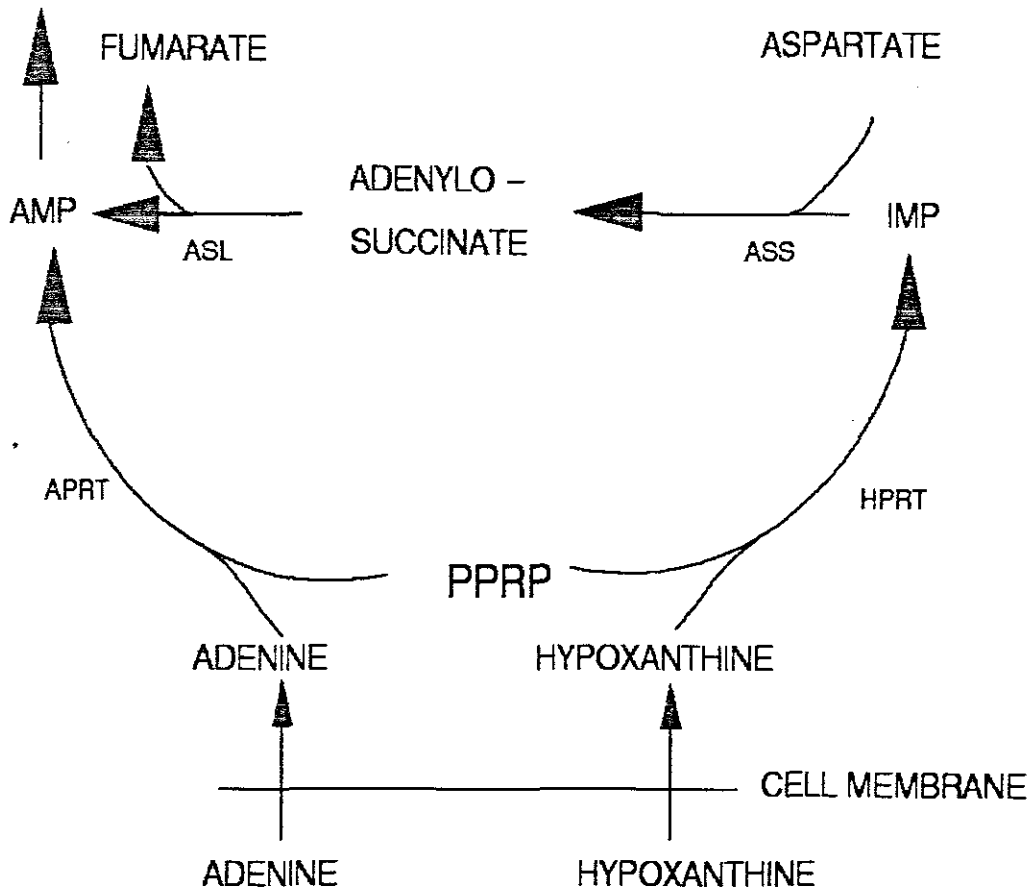 FUMARATE
ASPARTATE
ADENYLO –
SUCCINATE
AMP
IMP
ASL
ASS
APRT
HPRT
PPRP
ADENINE
HYPOXANTHINE
CELL MEMBRANE
ADENINE
HYPOXANTHINE